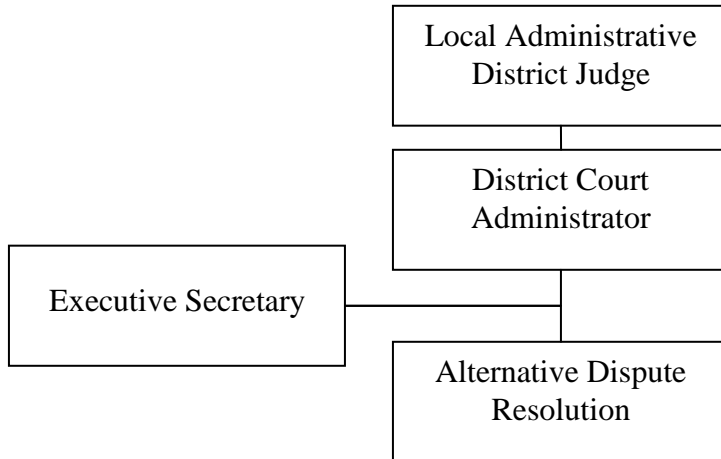 Local Administrative
District Judge
District Court
Administrator
Executive Secretary
Alternative Dispute
Resolution